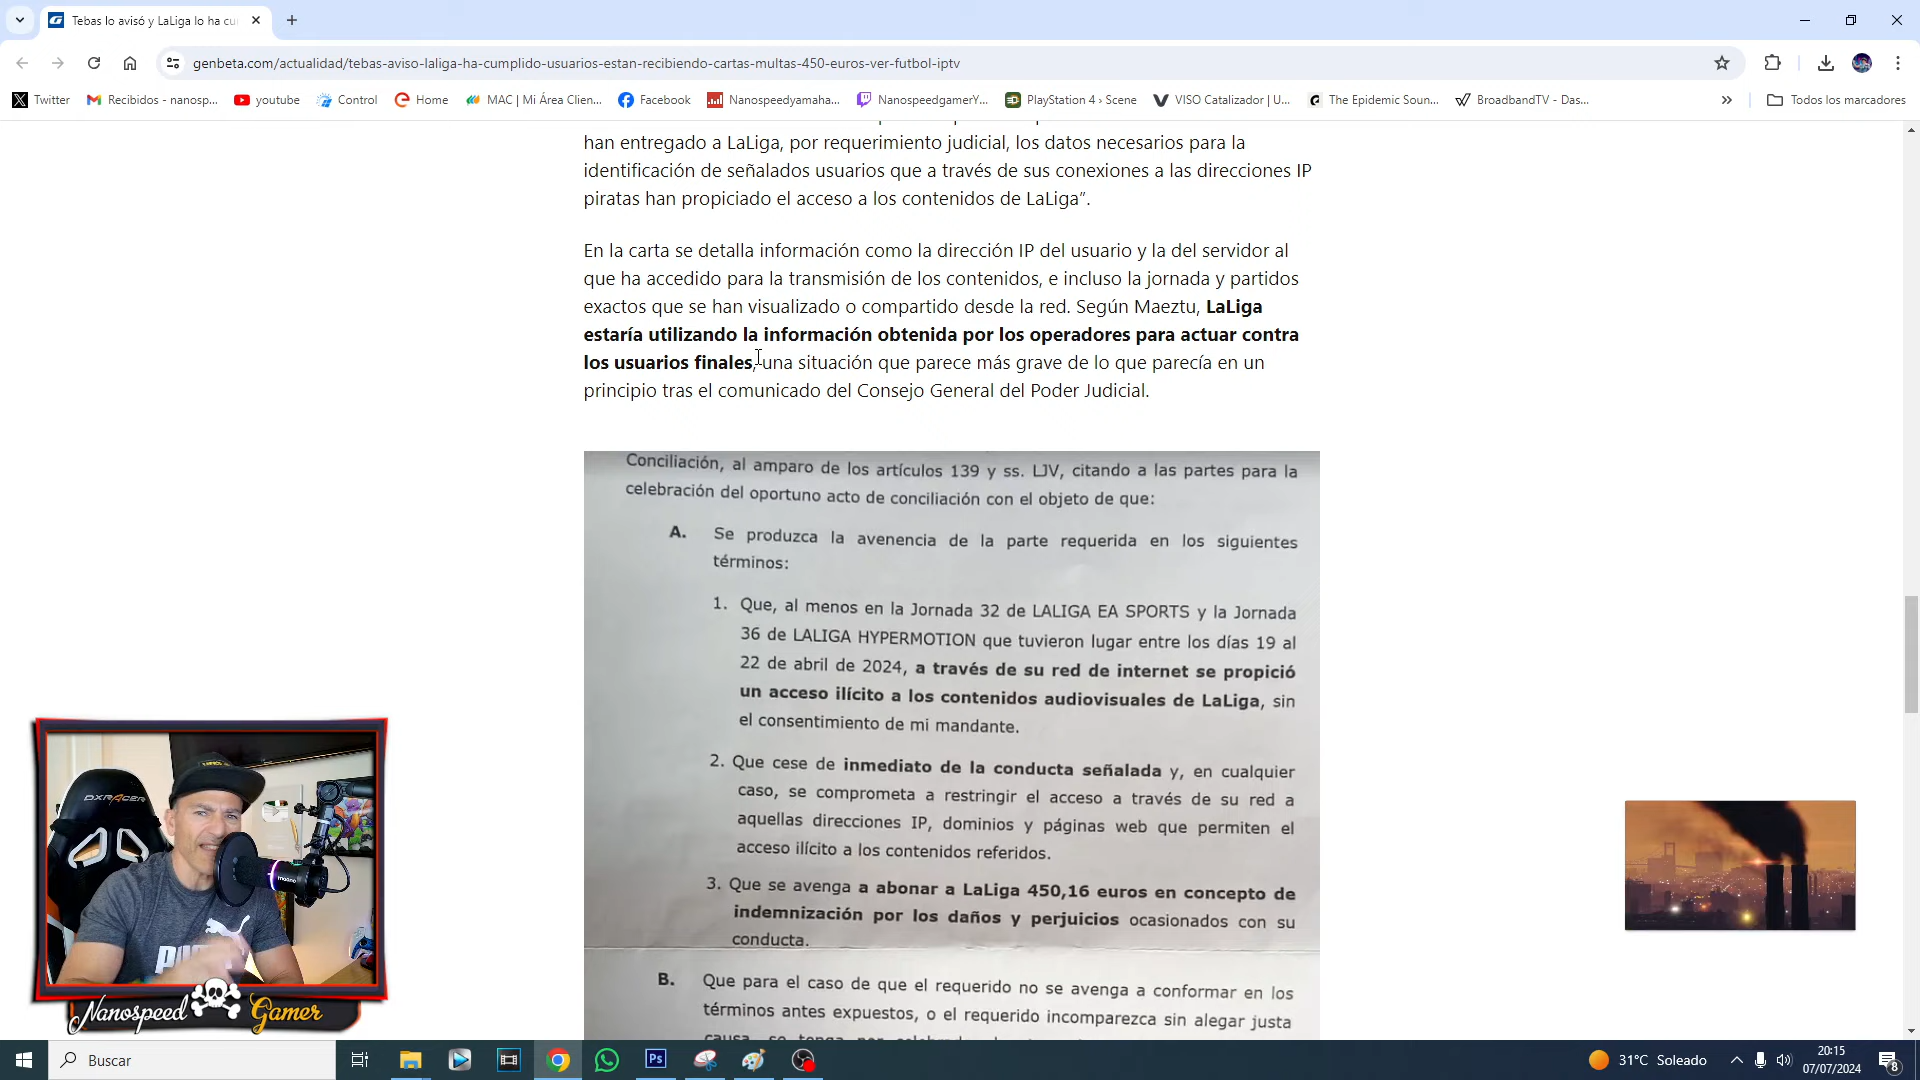 Tebas lo avisó y LaLiga lo ha cu
genbeta.com/actualidad/tebas-aviso-laliga-ha-cumplido-usuarios-estan-recibiendo-cartas-multas-450-euros-ver-futbol-iptv
Twitter
Recibidos - nanosp...
youtube
Control
Home
MAC | Mi Área Clien...
Facebook
Nanospeedyamaha...
NanospeedgamerY...
PlayStation 4 › Scene
VISO Catalizador | U...
The Epidemic Soun...
BroadbandTV - Das...
»
Todos los marcadores
han entregado a LaLiga, por requerimiento judicial, los datos necesarios para la
identificación de señalados usuarios que a través de sus conexiones a las direcciones IP
piratas han propiciado el acceso a los contenidos de LaLiga”.
En la carta se detalla información como la dirección IP del usuario y la del servidor al
que ha accedido para la transmisión de los contenidos, e incluso la jornada y partidos
exactos que se han visualizado o compartido desde la red. Según Maeztu, LaLiga
estaría utilizando la información obtenida por los operadores para actuar contra
los usuarios finales, una situación que parece más grave de lo que parecía en un
principio tras el comunicado del Consejo General del Poder Judicial.
Conciliación, al amparo de los artículos 139 y ss. LJV, citando a las partes para la
celebración del oportuno acto de conciliación con el objeto de que:
A. Se produzca la avenencia de la parte requerida en los siguientes
términos:
1. Que, al menos en la Jornada 32 de LALIGA EA SPORTS y la Jornada
36 de LALIGA HYPERMOTION que tuvieron lugar entre los días 19 al
22 de abril de 2024, a través de su red de internet se propició
un acceso ilícito a los contenidos audiovisuales de LaLiga, sin
el consentimiento de mi mandante.
2. Que cese de inmediato de la conducta señalada y, en cualquier
caso, se comprometa a restringir el acceso a través de su red a
aquellas direcciones IP, dominios y páginas web que permiten el
acceso ilícito a los contenidos referidos.
3. Que se avenga a abonar a LaLiga 450,16 euros en concepto de
indemnización por los daños y perjuicios ocasionados con su
conducta.
B. Que para el caso de que el requerido no se avenga a conformar en los
términos antes expuestos, o el requerido incomparezca sin alegar justa
DXRACER
maono
PUMA
Nanospeed Gamer
Buscar
Ps
31°C Soleado
20:15
07/07/2024
8